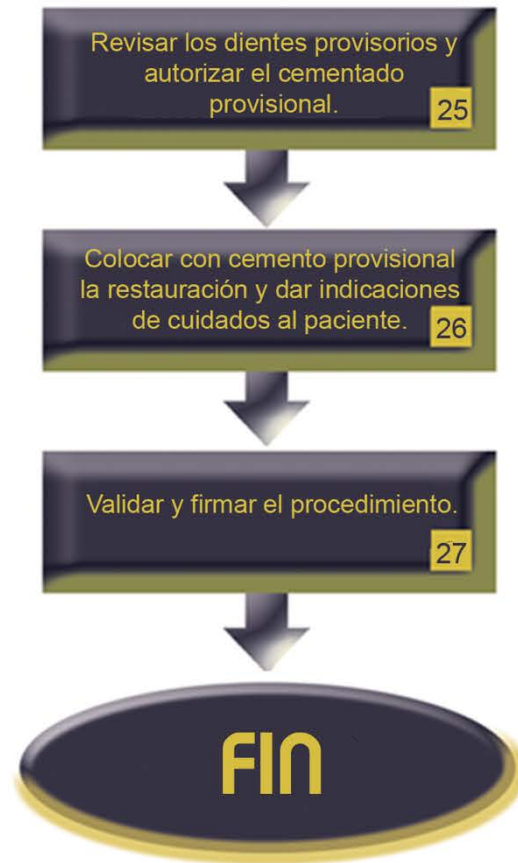 Revisar los dientes provisorios y
autorizar el cementado
provisional.
25
Colocar con cemento provisional
la restauración y dar indicaciones
de cuidados al paciente.
26
Validar y firmar el procedimiento.
27
FIN